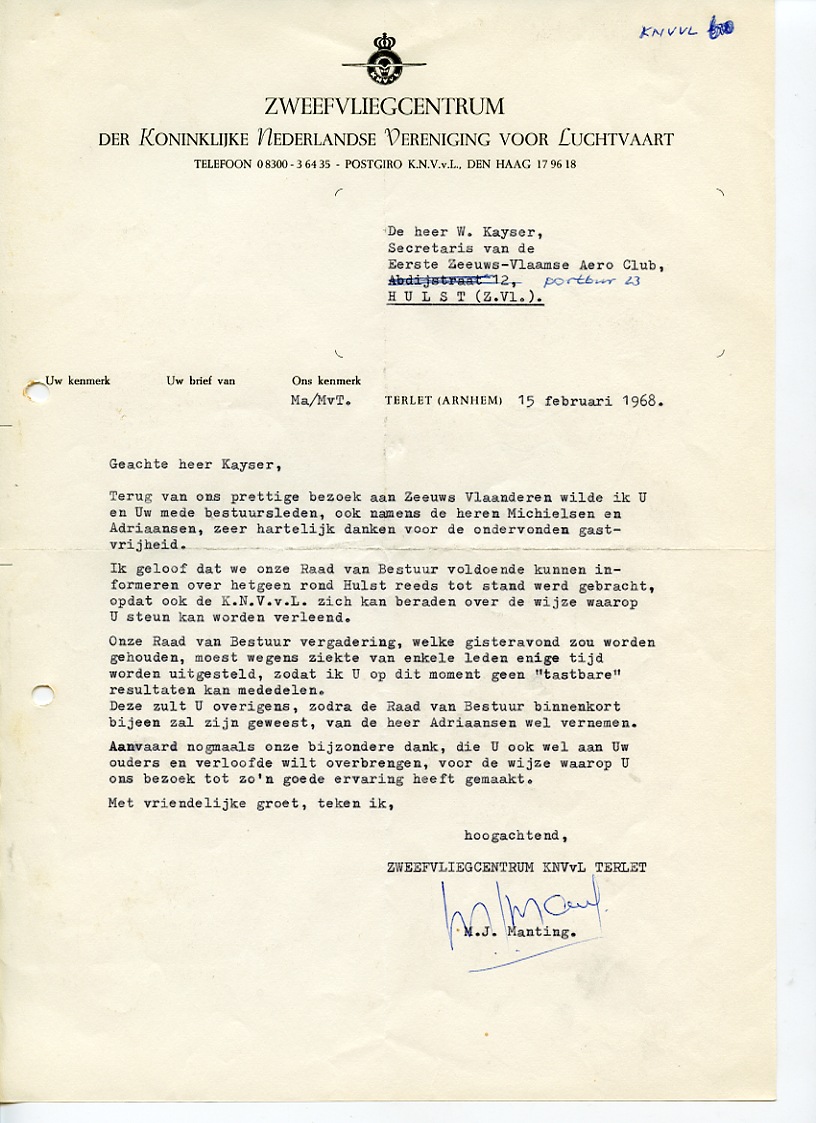 KNVVL
KNVvL
ZWEEFVLIEGCENTRUM
DER KONINKLIJKE NEDERLANDSE VERENIGING VOOR LUCHTVAART
TELEFOON 08300-36435 - POSTGIRO K.N.V.v.L., DEN HAAG 179618
De heer W. Kayser,
Secretaris van de
Eerste Zeeuws-Vlaamse Aero Club,
Abdijstraat 12, portbur 23
H U L S T (Z.Vl.).
Uw kenmerk Uw brief van Ons kenmerk
Ma/MvT. TERLET (ARNHEM) 15 februari 1968.
Geachte heer Kayser,
Terug van ons prettige bezoek aan Zeeuws Vlaanderen wilde ik U
en Uw mede bestuursleden, ook namens de heren Michielsen en
Adriaansen, zeer hartelijk danken voor de ondervonden gast-
vrijheid.
Ik geloof dat we onze Raad van Bestuur voldoende kunnen in-
formeren over hetgeen rond Hulst reeds tot stand werd gebracht,
opdat ook de K.N.V.v.L. zich kan beraden over de wijze waarop
U steun kan worden verleend.
Onze Raad van Bestuur vergadering, welke gisteravond zou worden
gehouden, moest wegens ziekte van enkele leden enige tijd
worden uitgesteld, zodat ik U op dit moment geen "tastbare"
resultaten kan mededelen.
Deze zult U overigens, zodra de Raad van Bestuur binnenkort
bijeen zal zijn geweest, van de heer Adriaansen wel vernemen.
Aanvaard nogmaals onze bijzondere dank, die U ook wel aan Uw
ouders en verloofde wilt overbrengen, voor de wijze waarop U
ons bezoek tot zo'n goede ervaring heeft gemaakt.
Met vriendelijke groet, teken ik,
hoogachtend,
ZWEEFVLIEGCENTRUM KNVvL TERLET
M.J. Manting.